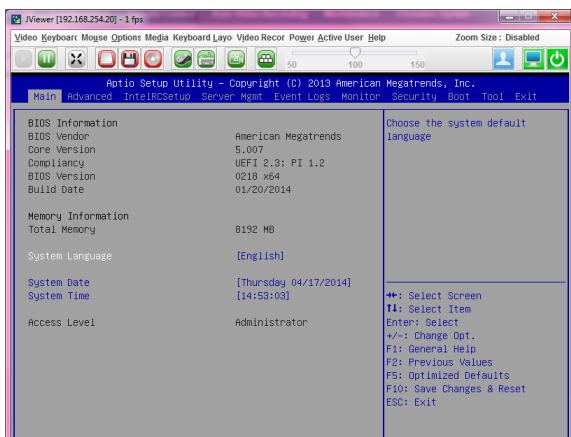 JViewer [192.168.254.20] - 1 fps
Video Keyboarc Mouse Options Media Keyboard Layo Video Recor Power Active User Help Zoom Size : Disabled
50 100 150
Aptio Setup Utility – Copyright (C) 2013 American Megatrends, Inc.
Main Advanced IntelRCSetup Server Mgmt Event Logs Monitor Security Boot Tool Exit
BIOS Information
BIOS Vendor American Megatrends
Core Version 5.007
Compliancy UEFI 2.3; PI 1.2
BIOS Version 0218 x64
Build Date 01/20/2014
Memory Information
Total Memory 8192 MB
System Language [English]
System Date [Thursday 04/17/2014]
System Time [14:53:03]
Access Level Administrator
Choose the system default
language
→←: Select Screen
↑↓: Select Item
Enter: Select
+/-: Change Opt.
F1: General Help
F2: Previous Values
F5: Optimized Defaults
F10: Save Changes & Reset
ESC: Exit